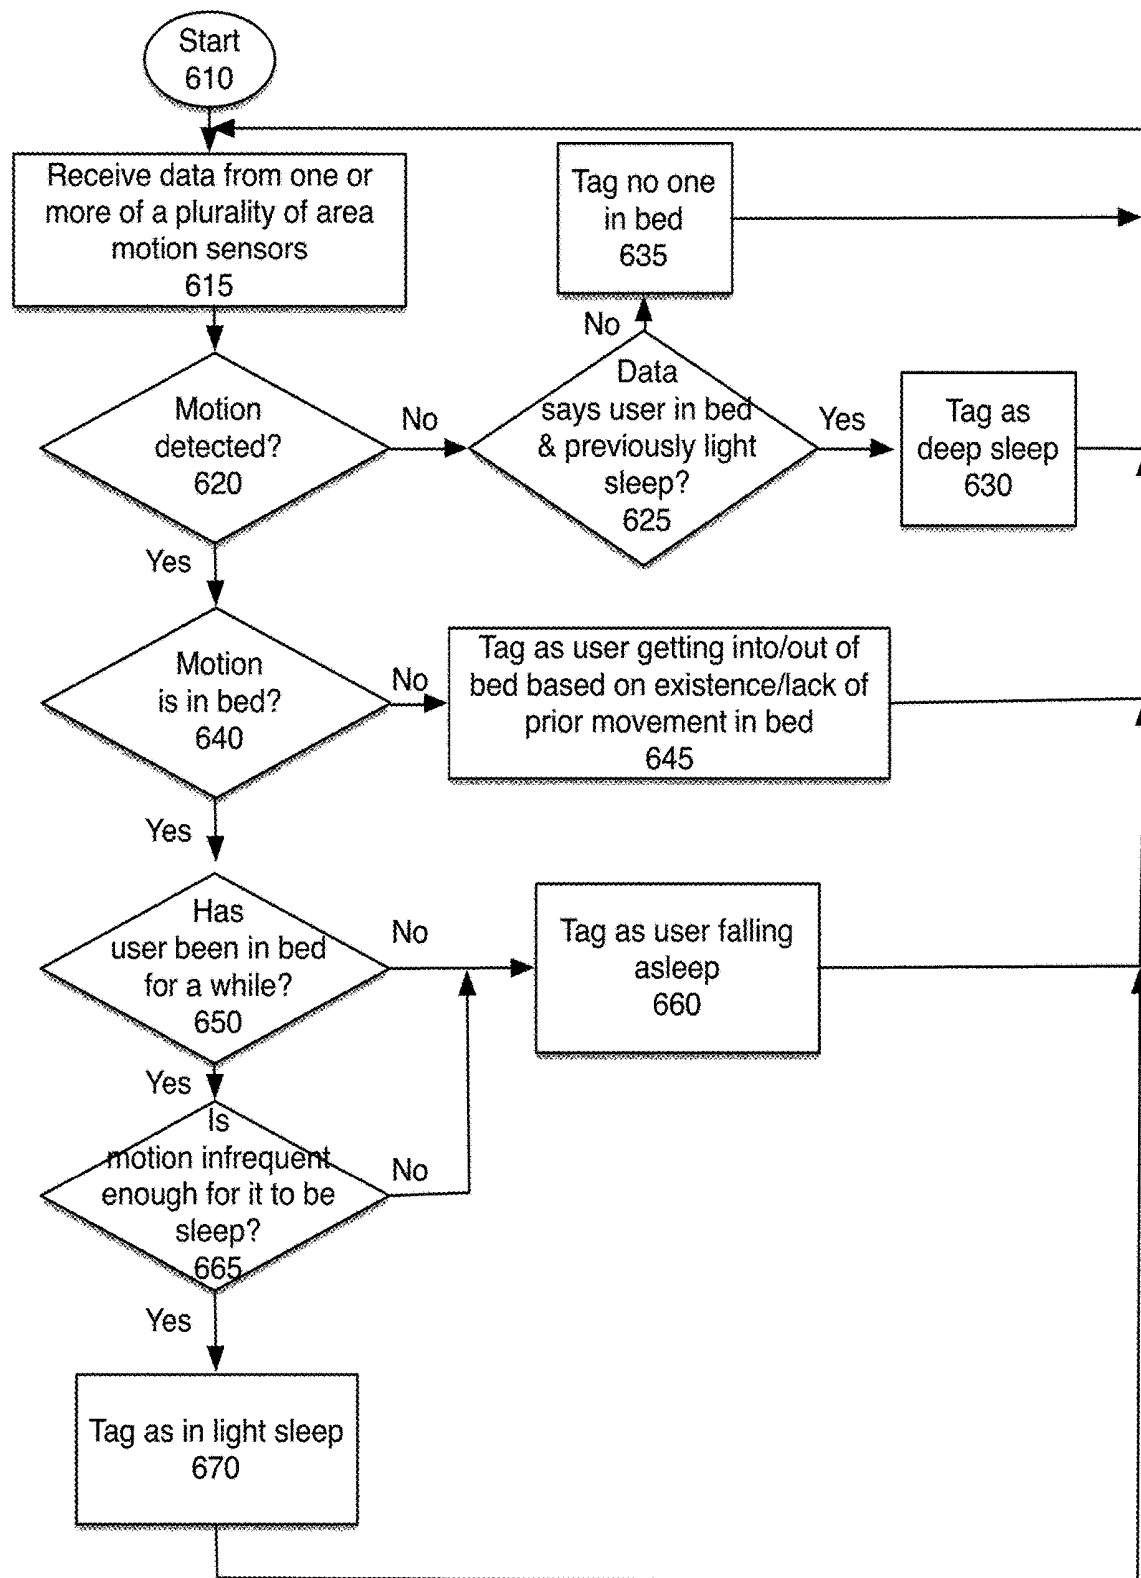 Start
610
Receive data from one or
more of a plurality of area
motion sensors
615
Tag no one
in bed
635
No
Motion
detected?
620
No
Data
says user in bed
& previously light
sleep?
625
Yes
Tag as
deep sleep
630
Yes
Motion
is in bed?
640
No
Tag as user getting into/out of
bed based on existence/lack of
prior movement in bed
645
Yes
Has
user been in bed
for a while?
650
No
Tag as user falling
asleep
660
Yes
Is
motion infrequent
enough for it to be
sleep?
665
No
Yes
Tag as in light sleep
670